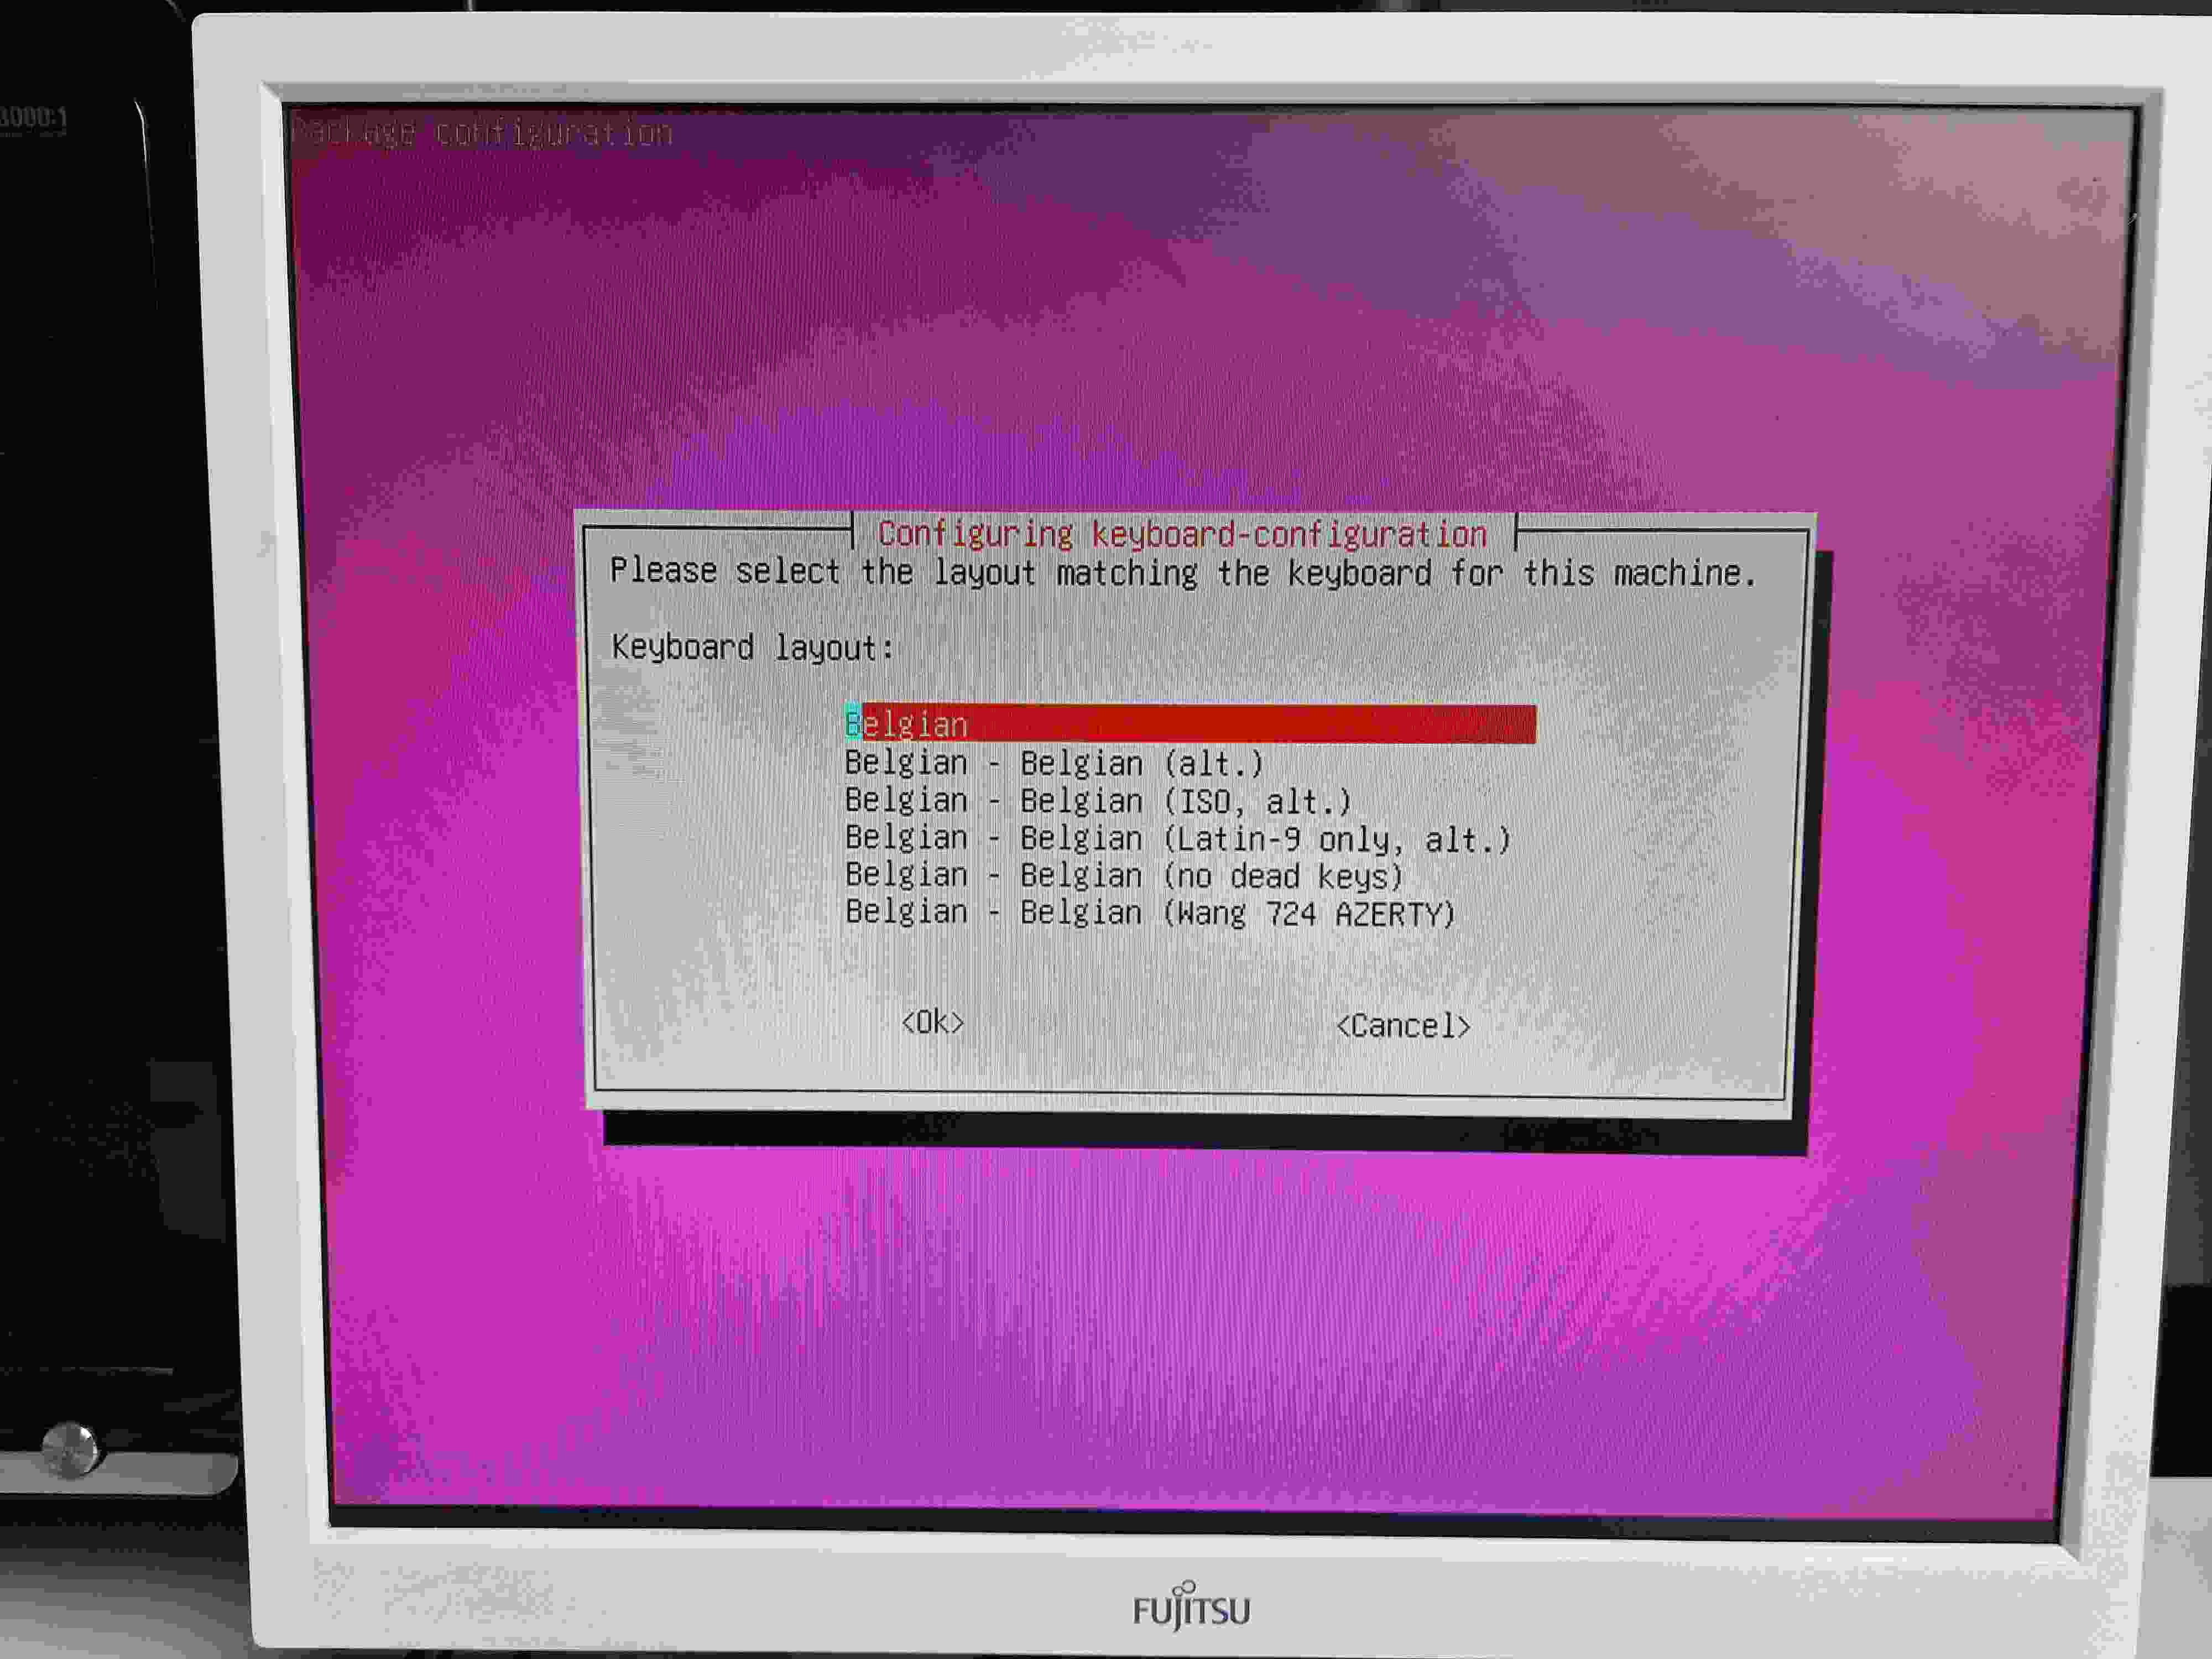 3000:1
Package configuration
Configuring keyboard-configuration
Please select the layout matching the keyboard for this machine.
Keyboard layout:
Belgian
Belgian - Belgian (alt.)
Belgian - Belgian (ISO, alt.)
Belgian - Belgian (Latin-9 only, alt.)
Belgian - Belgian (no dead keys)
Belgian - Belgian (Wang 724 AZERTY)
<Ok> <Cancel>
FUJITSU